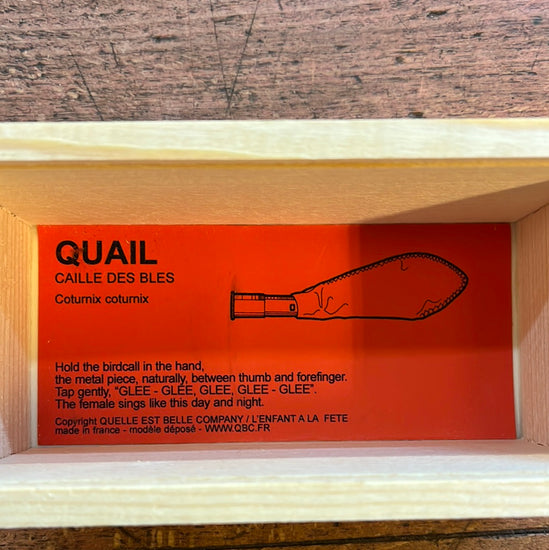 QUAIL
CAILLE DES BLES
Coturnix coturnix
Hold the birdcall in the hand,
the metal piece, naturally, between thumb and forefinger.
Tap gently, "GLEE - GLEE, GLEE, GLEE - GLEE".
The female sings like this day and night.
Copyright QUELLE EST BELLE COMPANY / L'ENFANT A LA FETE
made in france - modèle déposé - WWW.QBC.FR